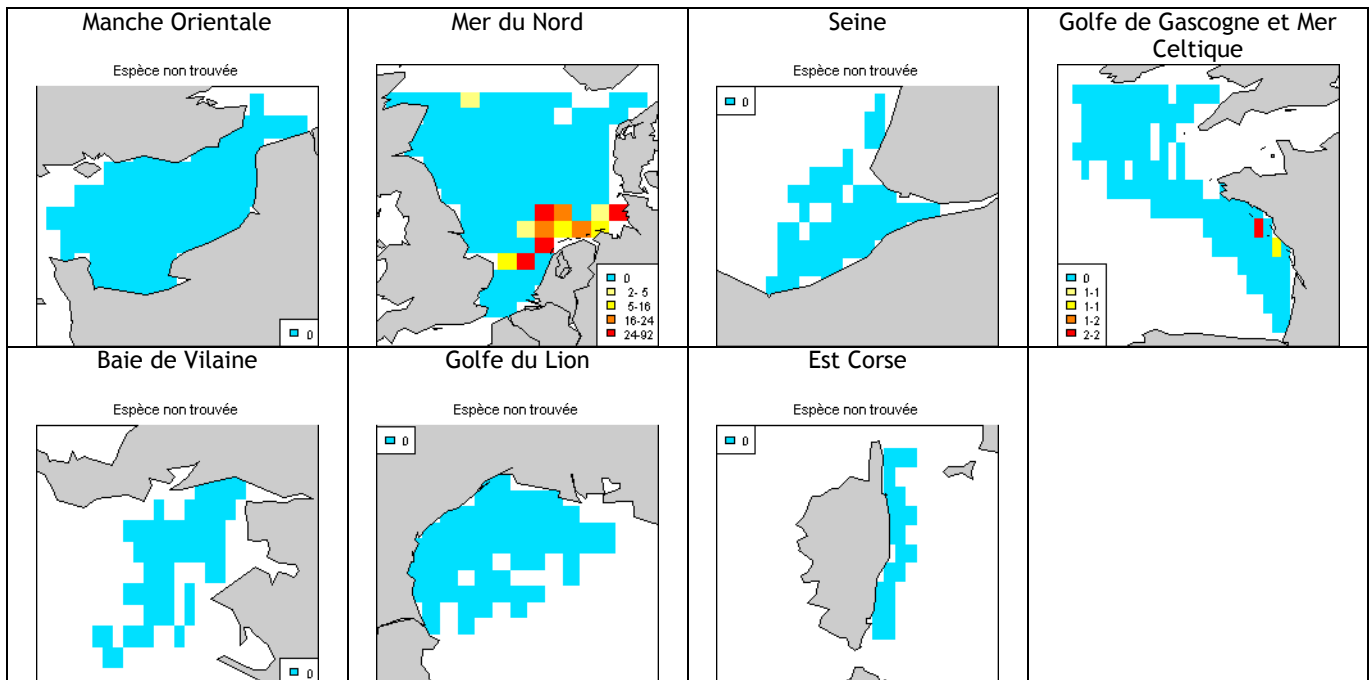 Manche Orientale
Espèce non trouvée
0
Mer du Nord
0
2- 5
5-16
16-24
24-92
Seine
Espèce non trouvée
0
Golfe de Gascogne et Mer
Celtique
0
1-1
1-1
1-2
2-2
Baie de Vilaine
Espèce non trouvée
0
Golfe du Lion
Espèce non trouvée
0
Est Corse
Espèce non trouvée
0